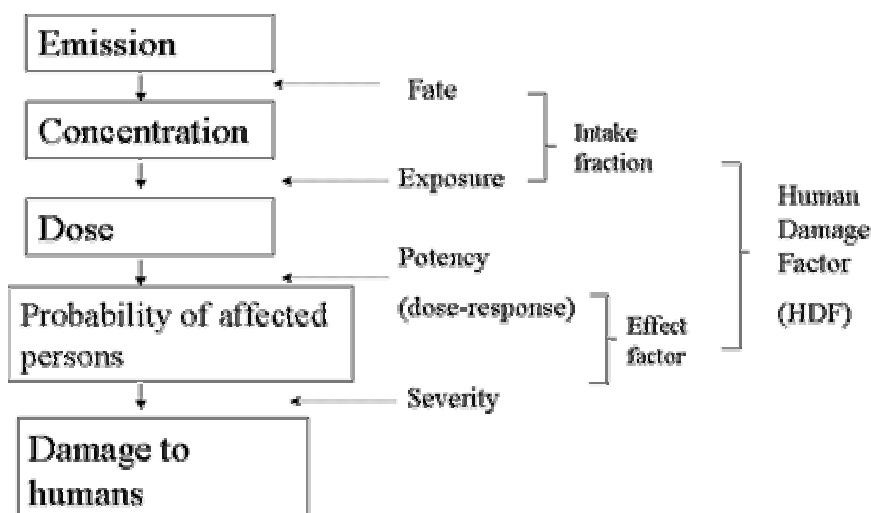 Emission
Fate
Concentration
Intake
fraction
Exposure
Human
Damage
Factor
(HDF)
Dose
Potency
(dose-response)
Probability of affected
persons
Effect
factor
Severity
Damage to
humans